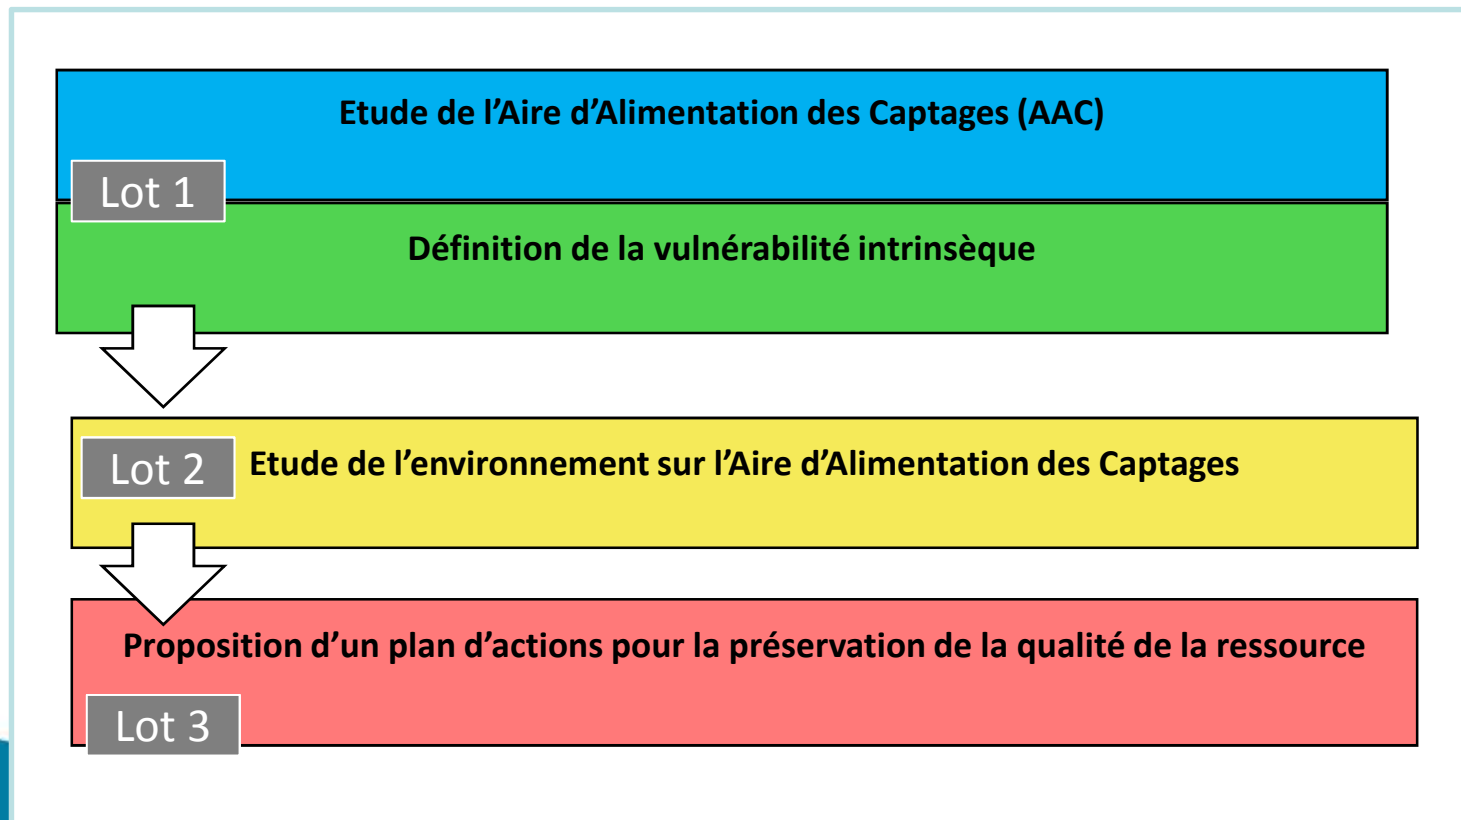 Etude de l’Aire d’Alimentation des Captages (AAC)
Lot 1
Définition de la vulnérabilité intrinsèque
Lot 2
Etude de l’environnement sur l’Aire d’Alimentation des Captages
Proposition d’un plan d’actions pour la préservation de la qualité de la ressource
Lot 3